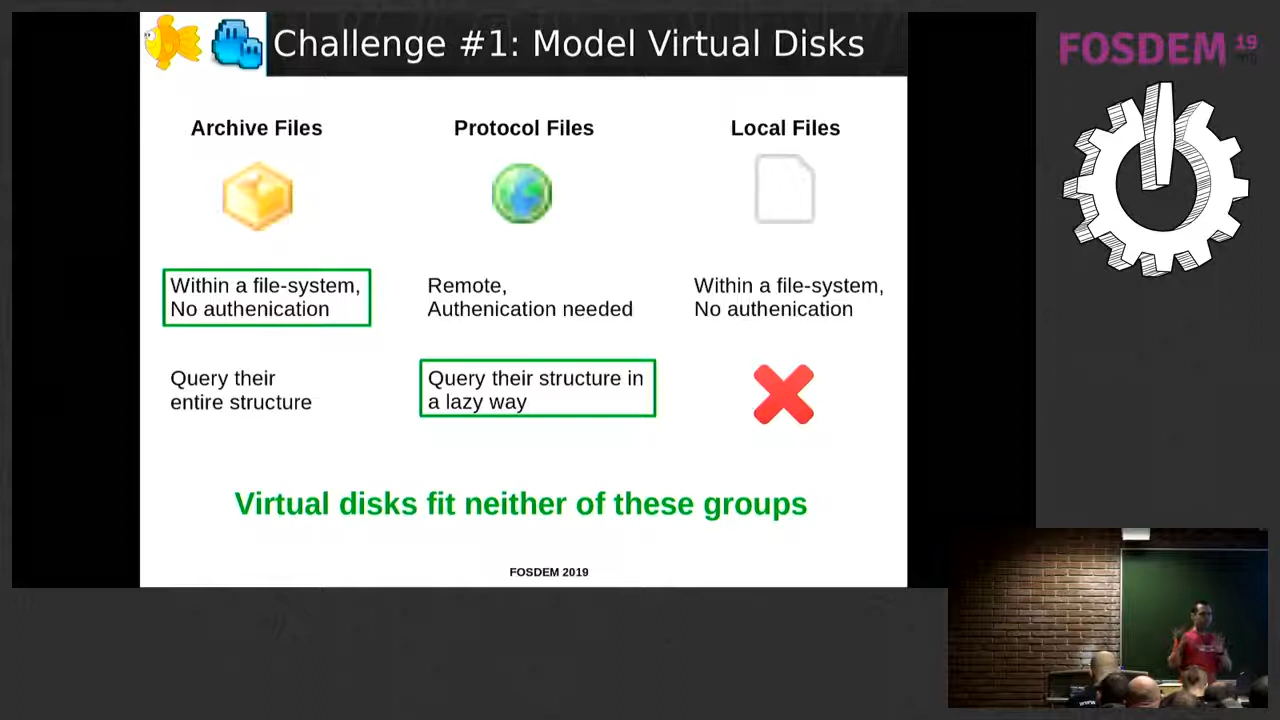 Challenge #1: Model Virtual Disks
FOSDEM 19
Archive Files
Protocol Files
Local Files
Within a file-system,
No authenication
Remote,
Authenication needed
Within a file-system,
No authenication
Query their
entire structure
Query their structure in
a lazy way
Virtual disks fit neither of these groups
FOSDEM 2019